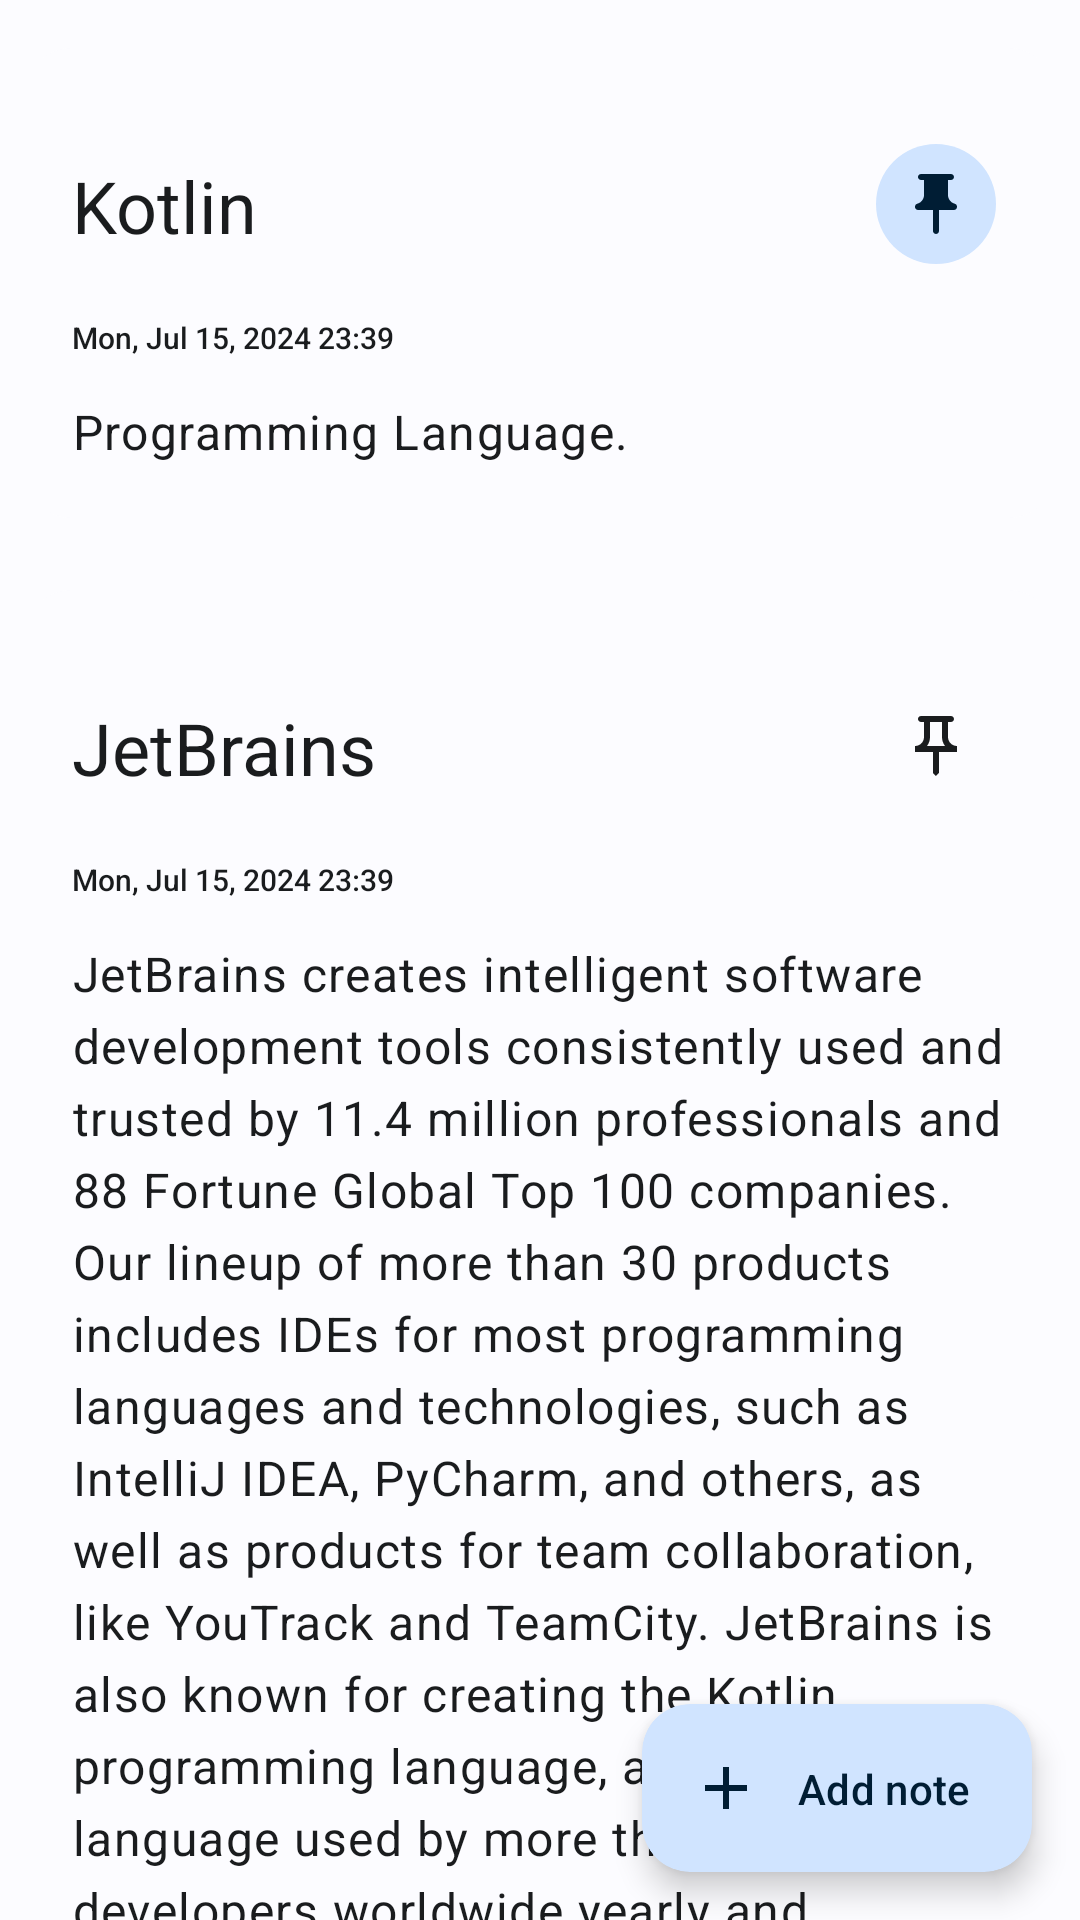 Kotlin
Mon, Jul 15, 2024 23:39
Programming Language.
JetBrains
Mon, Jul 15, 2024 23:39
JetBrains creates intelligent software
development tools consistently used and
trusted by 11.4 million professionals and
88 Fortune Global Top 100 companies.
Our lineup of more than 30 products
includes IDEs for most programming
languages and technologies, such as
IntelliJ IDEA, PyCharm, and others, as
well as products for team collaboration,
like YouTrack and TeamCity. JetBrains is
also known for creating the Kotlin
programming language, a
language used by more th
developers worldwide yearly and
Add note